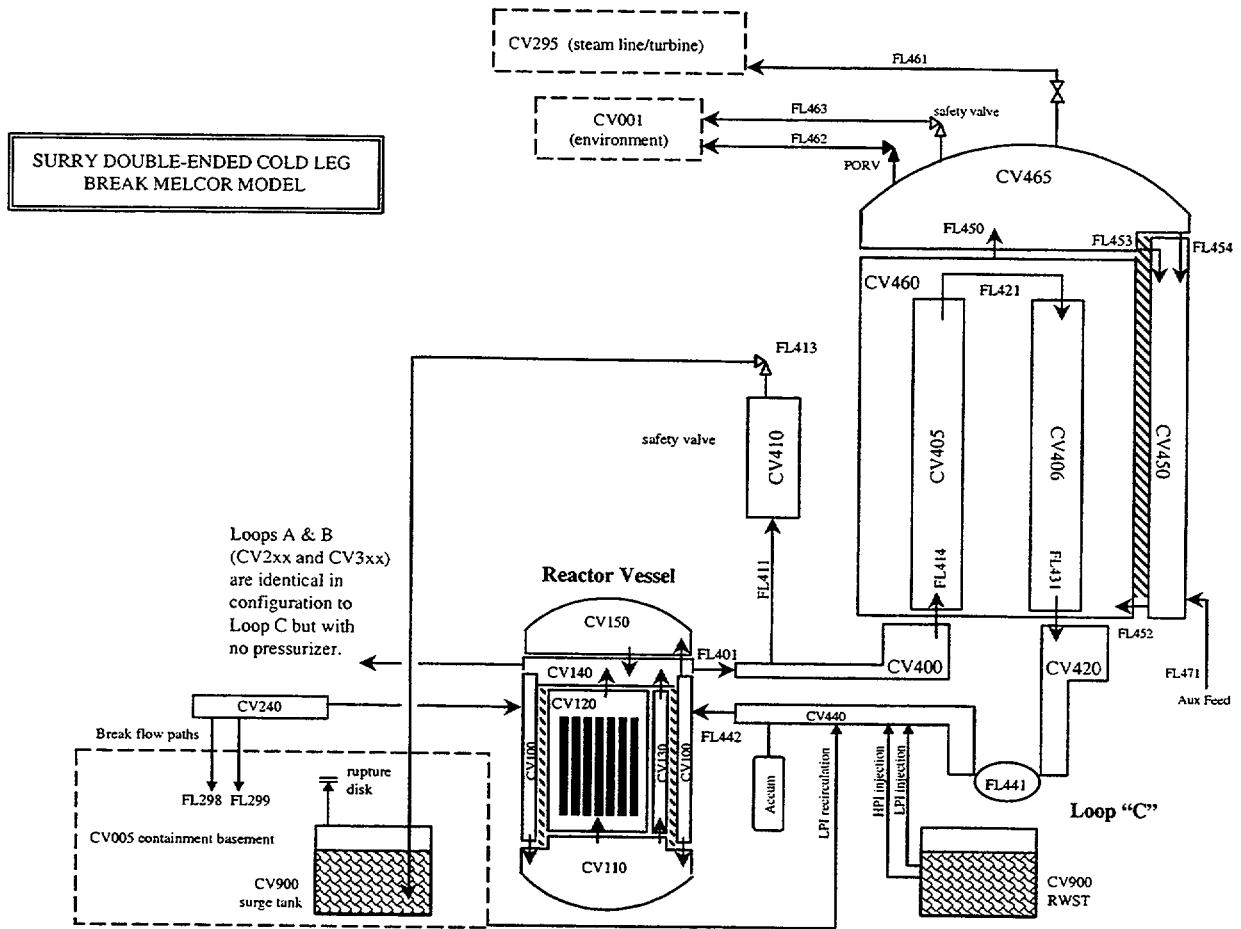 CV295 (steam line/turbine)
FL461
FL463
safety valve
CV001
(environment)
FL462
PORV
SURRY DOUBLE-ENDED COLD LEG
BREAK MELCOR MODEL
CV465
FL450
FL453
FL454
CV460
FL421
FL413
CV405
CV406
CV450
CV410
safety valve
Loops A & B
(CV2xx and CV3xx)
are identical in
configuration to
Loop C but with
no pressurizer.
Reactor Vessel
FL411
FL414
FL431
CV150
FL401
FL452
CV400
CV420
FL471
Aux Feed
CV140
CV240
CV120
CV440
FL442
CV100
CV130
CV100
Break flow paths
FL298
FL299
rupture
disk
Accum
LPI recirculation
HPI injection
LPI Injection
FL441
Loop “C”
CV005 containment basement
CV110
CV900
surge tank
CV900
RWST